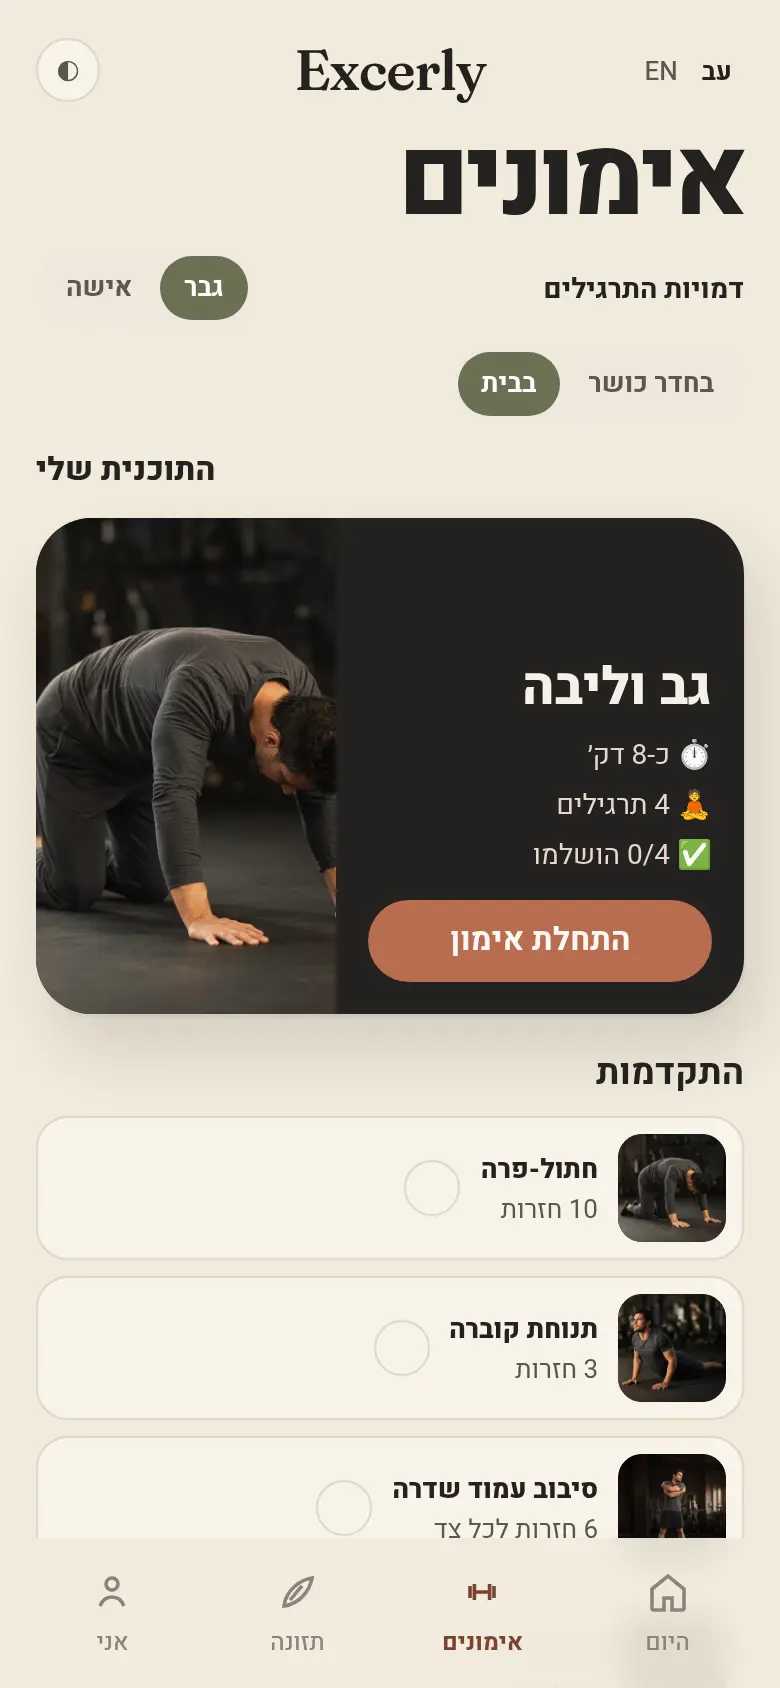 עב EN
Excerly
אימונים
דמויות התרגילים
גבר אישה
בחדר כושר בבית
התוכנית שלי
גב וליבה
⏱️ כ-8 דק׳
🧘 4 תרגילים
✅ 0/4 הושלמו
התחלת אימון
התקדמות
חתול-פרה
10 חזרות
תנוחת קוברה
3 חזרות
סיבוב עמוד שדרה
6 חזרות לכל צד
היום אימונים תזונה אני